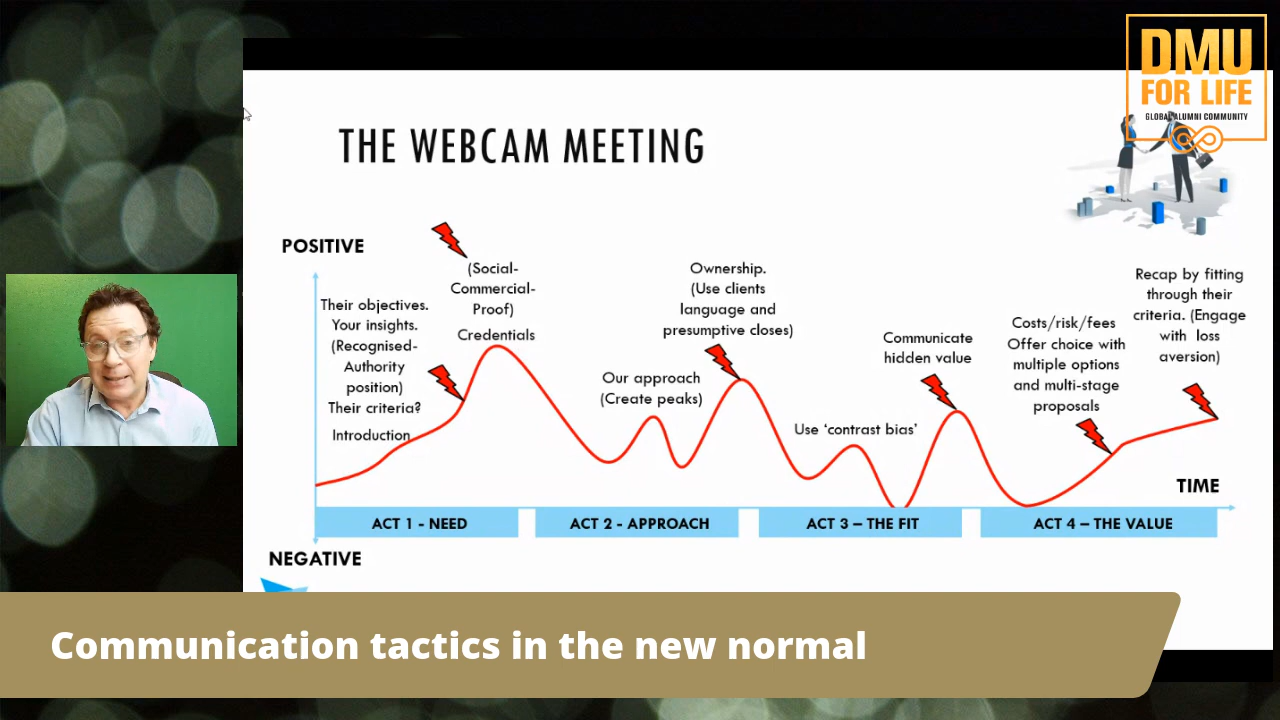 DMU
FOR LIFE
GLOBAL ALUMNI COMMUNITY
THE WEBCAM MEETING
POSITIVE
Their objectives.
Your insights.
(Recognised-
Authority
position)
Their criteria?
Introduction
(Social-
Commercial-
Proof)
Credentials
Our approach
(Create peaks)
Ownership.
(Use clients
language and
presumptive closes)
Use ‘contrast bias’
Communicate
hidden value
Costs/risk/fees
Offer choice with
multiple options
and multi-stage
proposals
Recap by fitting
through their
criteria. (Engage
with loss
aversion)
TIME
ACT 1 - NEED
ACT 2 - APPROACH
ACT 3 – THE FIT
ACT 4 – THE VALUE
NEGATIVE
Communication tactics in the new normal